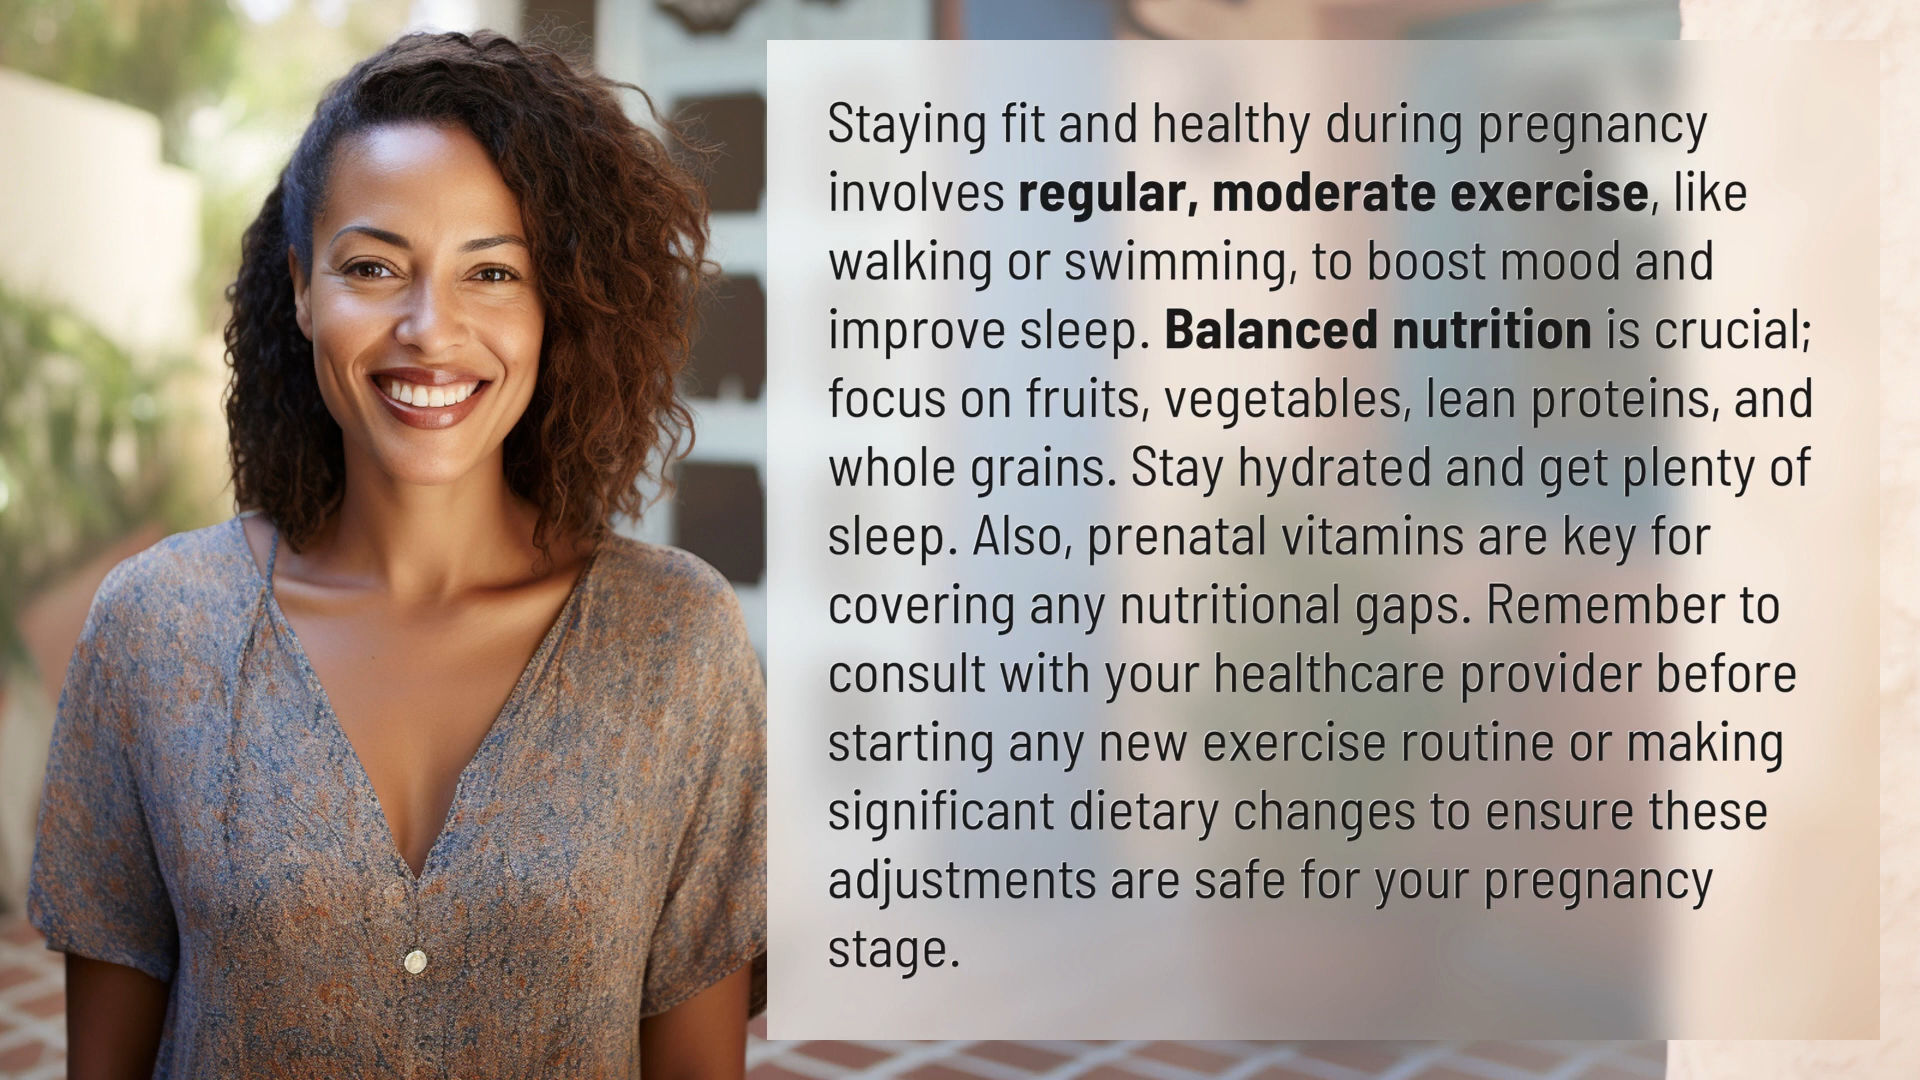 Staying fit and healthy during pregnancy
involves regular, moderate exercise, like
walking or swimming, to boost mood and
improve sleep. Balanced nutrition is crucial;
focus on fruits, vegetables, lean proteins, and
whole grains. Stay hydrated and get plenty of
sleep. Also, prenatal vitamins are key for
covering any nutritional gaps. Remember to
consult with your healthcare provider before
starting any new exercise routine or making
significant dietary changes to ensure these
adjustments are safe for your pregnancy
stage.